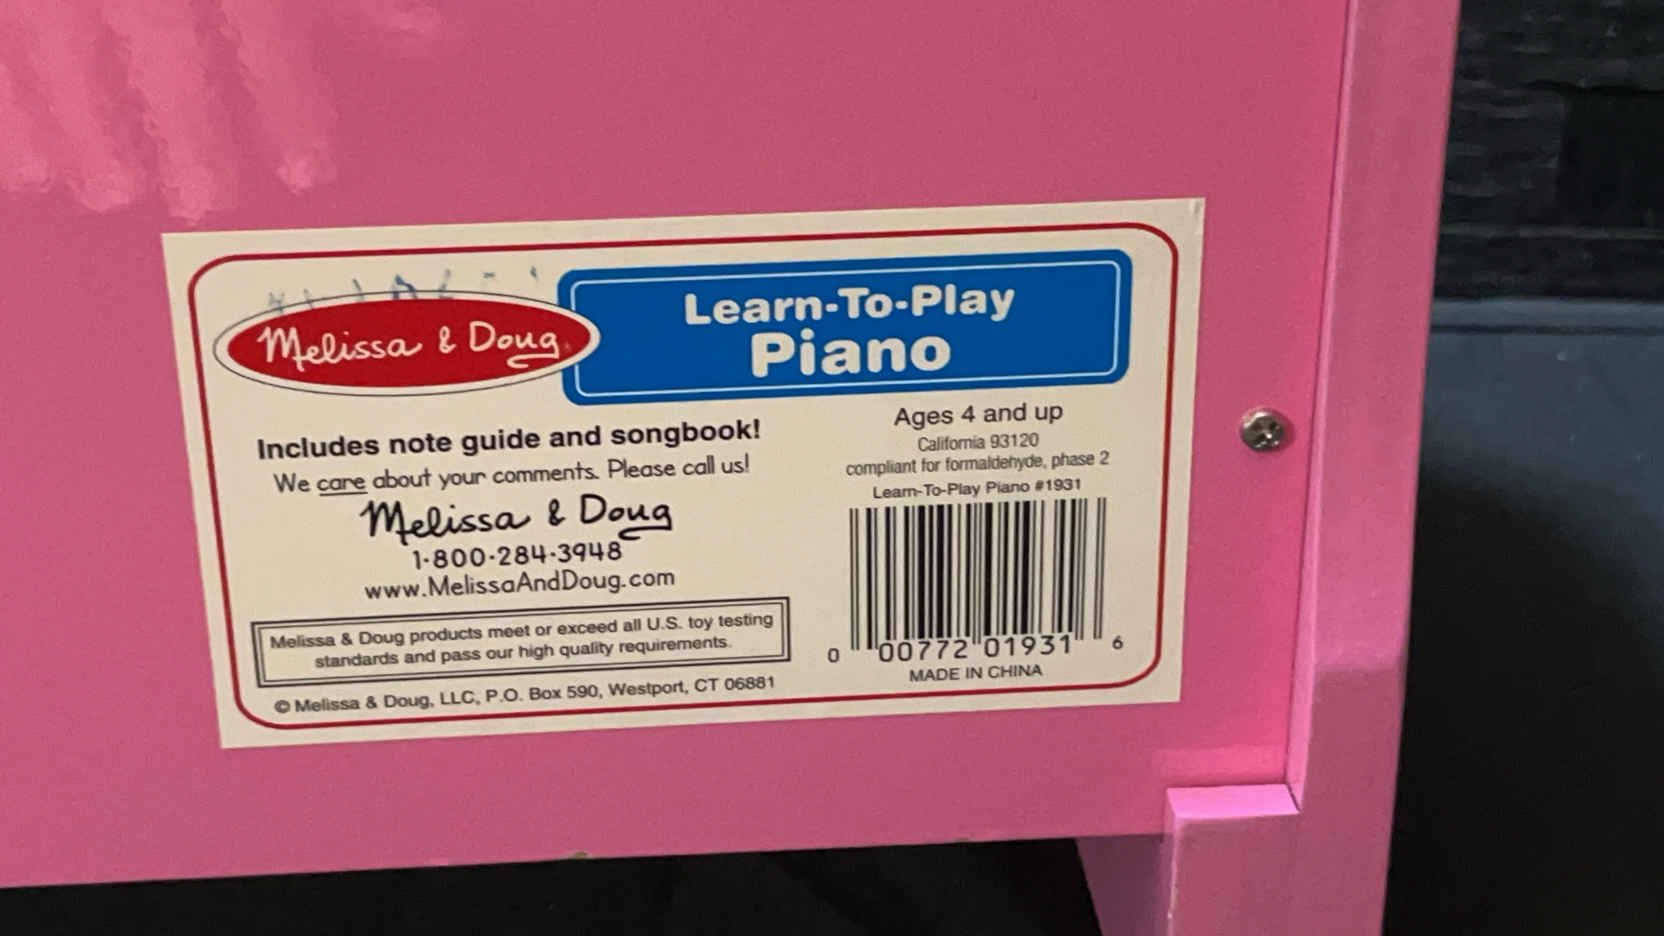 Melissa & Doug
Learn-To-Play
Piano
Includes note guide and songbook!
We care about your comments. Please call us!
Melissa & Doug
1-800-284-3948
www.MelissaAndDoug.com
Melissa & Doug products meet or exceed all U.S. toy testing
standards and pass our high quality requirements.
© Melissa & Doug, LLC, P.O. Box 590, Westport, CT 06881
Ages 4 and up
California 93120
compliant for formaldehyde, phase 2
Learn-To-Play Piano #1931
0 00772 01931 6
MADE IN CHINA